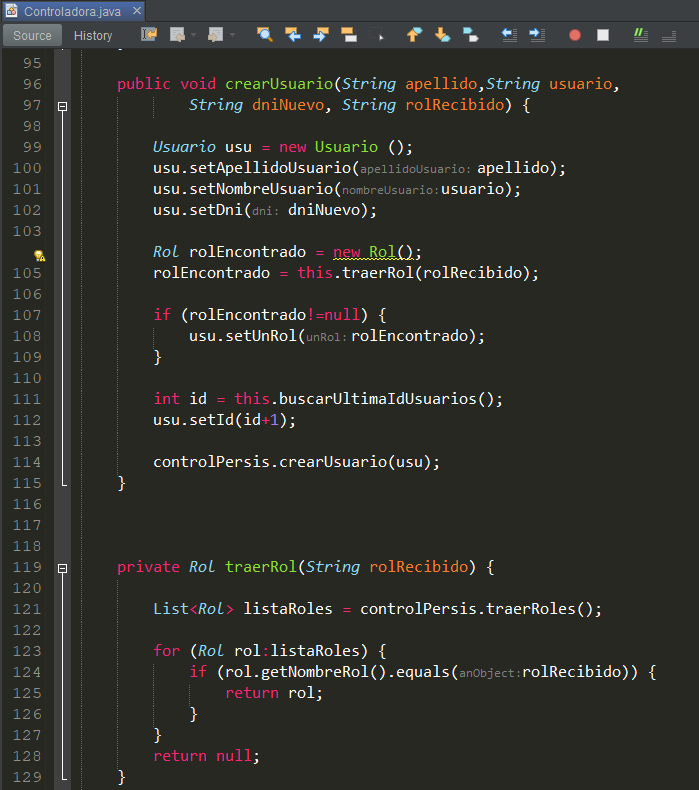 Controladora.java ×
Source History
95
96 public void crearUsuario(String apellido,String usuario,
97 String dniNuevo, String rolRecibido) {
98
99 Usuario usu = new Usuario ();
100 usu.setApellidoUsuario(apellidoUsuario: apellido);
101 usu.setNombreUsuario(nombreUsuario: usuario);
102 usu.setDni(dni: dniNuevo);
103
Rol rolEncontrado = new Rol();
105 rolEncontrado = this.traerRol(rolRecibido);
106
107 if (rolEncontrado!=null) {
108 usu.setUnRol(unRol: rolEncontrado);
109 }
110
111 int id = this.buscarUltimaIdUsuarios();
112 usu.setId(id+1);
113
114 controlPersis.crearUsuario(usu);
115 }
116
117
118
119 private Rol traerRol(String rolRecibido) {
120
121 List<Rol> listaRoles = controlPersis.traerRoles();
122
123 for (Rol rol:listaRoles) {
124 if (rol.getNombreRol().equals(anObject: rolRecibido)) {
125 return rol;
126 }
127 }
128 return null;
129 }